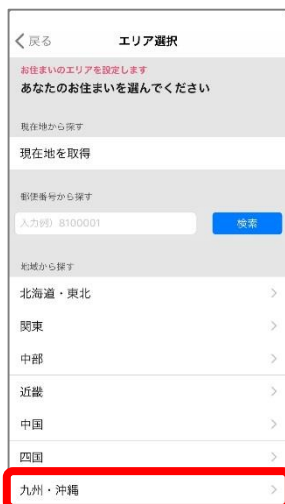 戻る エリア選択
お住まいのエリアを設定します
あなたのお住まいを選んでください
現在地から探す
現在地を取得
郵便番号から探す
入力例）8100001 検索
地域から探す
北海道・東北
関東
中部
近畿
中国
四国
九州・沖縄